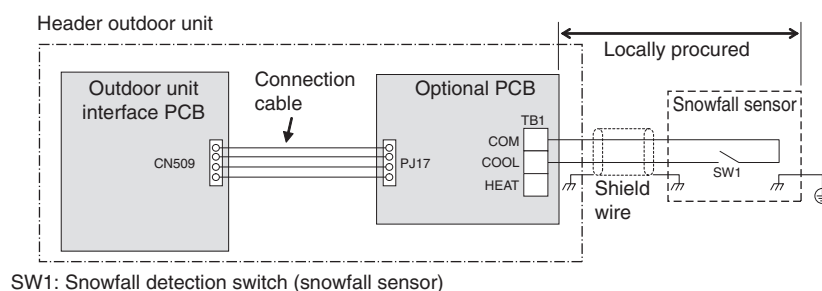 Header outdoor unit
Locally procured
Outdoor unit
interface PCB
Connection
cable
Optional PCB
Snowfall sensor
TB1
COM
CN509
PJ17
COOL
SW1
HEAT
Shield
wire
SW1: Snowfall detection switch (snowfall sensor)